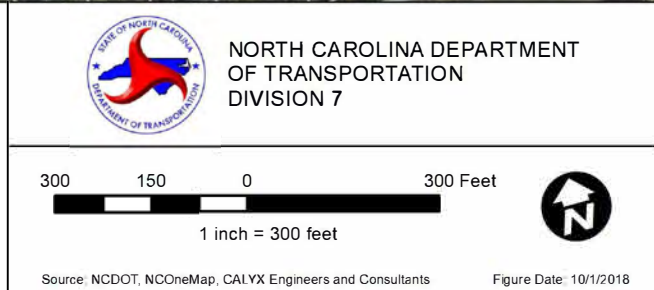 STATE OF NORTH CAROLINA
DEPARTMENT OF TRANSPORTATION
NORTH CAROLINA DEPARTMENT
OF TRANSPORTATION
DIVISION 7
300 150 0 300 Feet
1 inch = 300 feet
N
Source: NCDOT, NCOneMap, CALYX Engineers and Consultants Figure Date: 10/1/2018